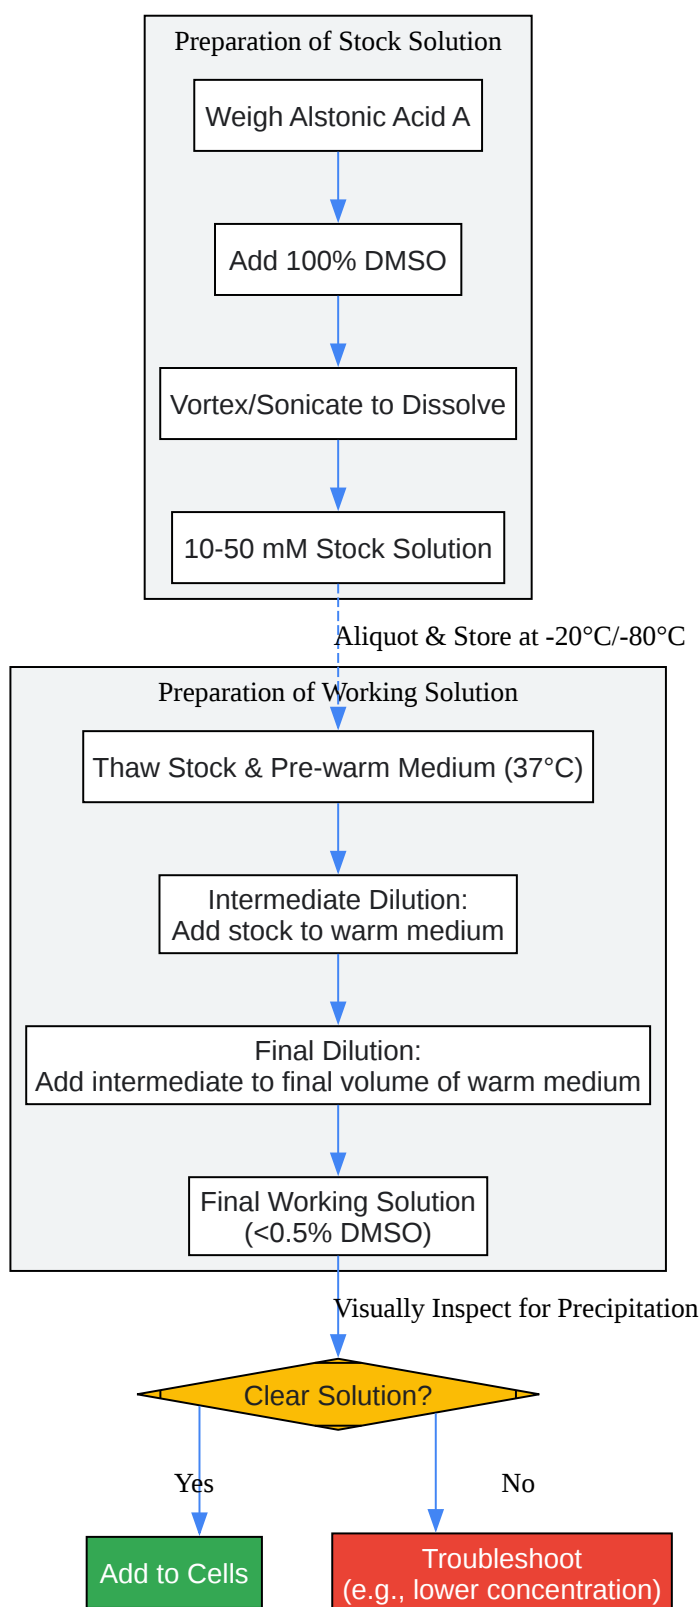 Preparation of Stock Solution
Weigh Alstonic Acid A
Add 100% DMSO
Vortex/Sonicate to Dissolve
10-50 mM Stock Solution
Aliquot & Store at -20°C/-80°C
Preparation of Working Solution
Thaw Stock & Pre-warm Medium (37°C)
Intermediate Dilution:
Add stock to warm medium
Final Dilution:
Add intermediate to final volume of warm medium
Final Working Solution
(<0.5% DMSO)
Visually Inspect for Precipitation
Clear Solution?
Yes
No
Add to Cells
Troubleshoot
(e.g., lower concentration)